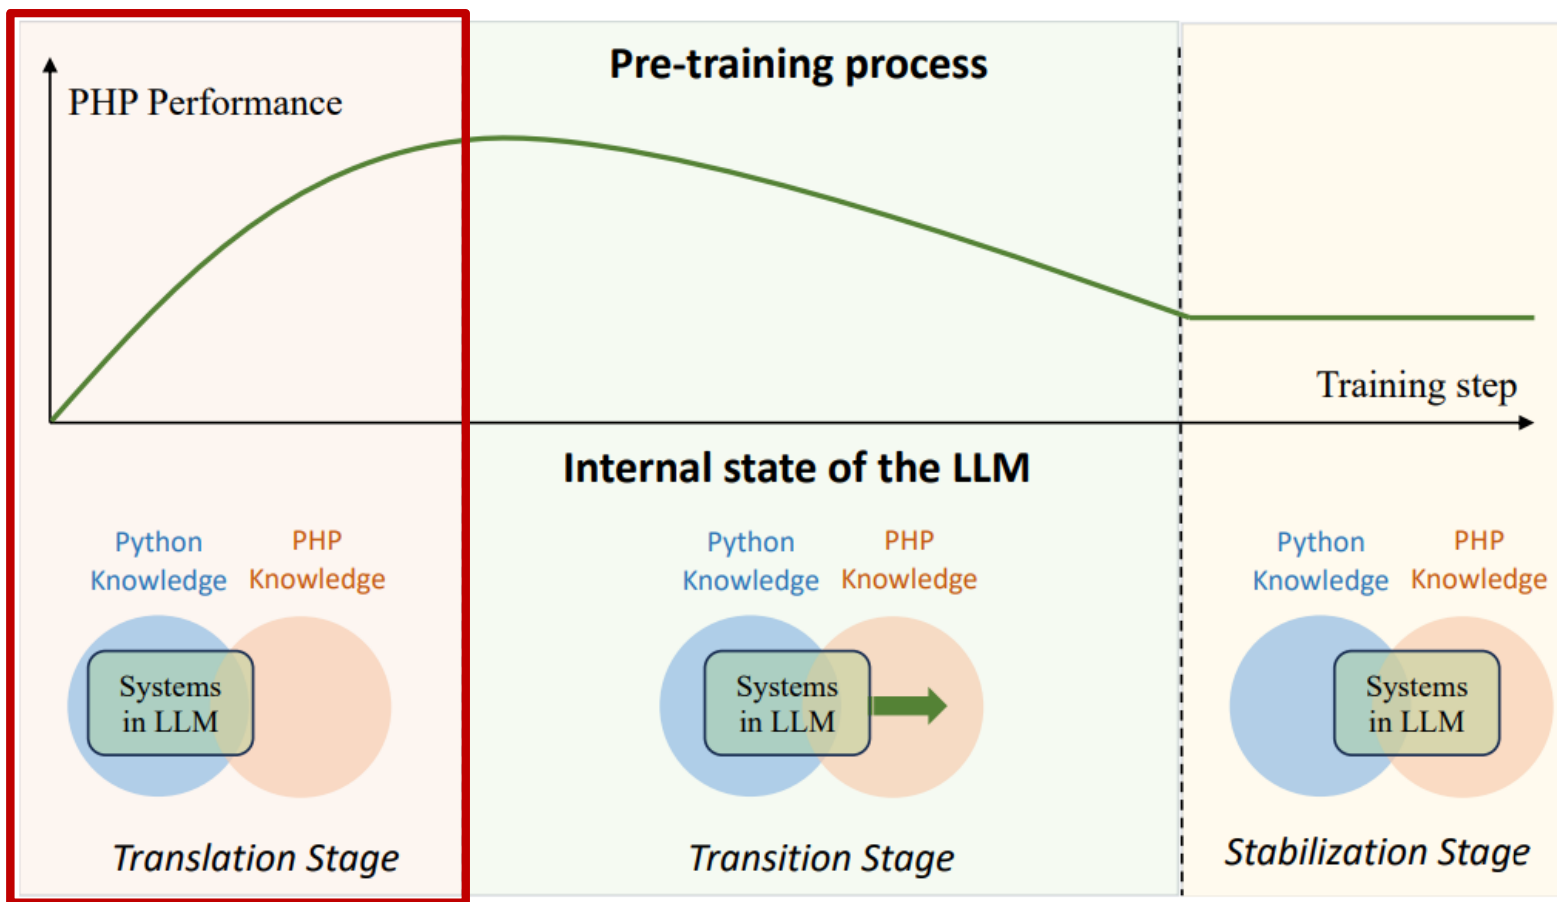 Pre-training process
PHP Performance
Training step
Internal state of the LLM
Python
Knowledge
PHP
Knowledge
Systems
in LLM
Translation Stage
Python
Knowledge
PHP
Knowledge
Systems
in LLM
Transition Stage
Python
Knowledge
PHP
Knowledge
Systems
in LLM
Stabilization Stage